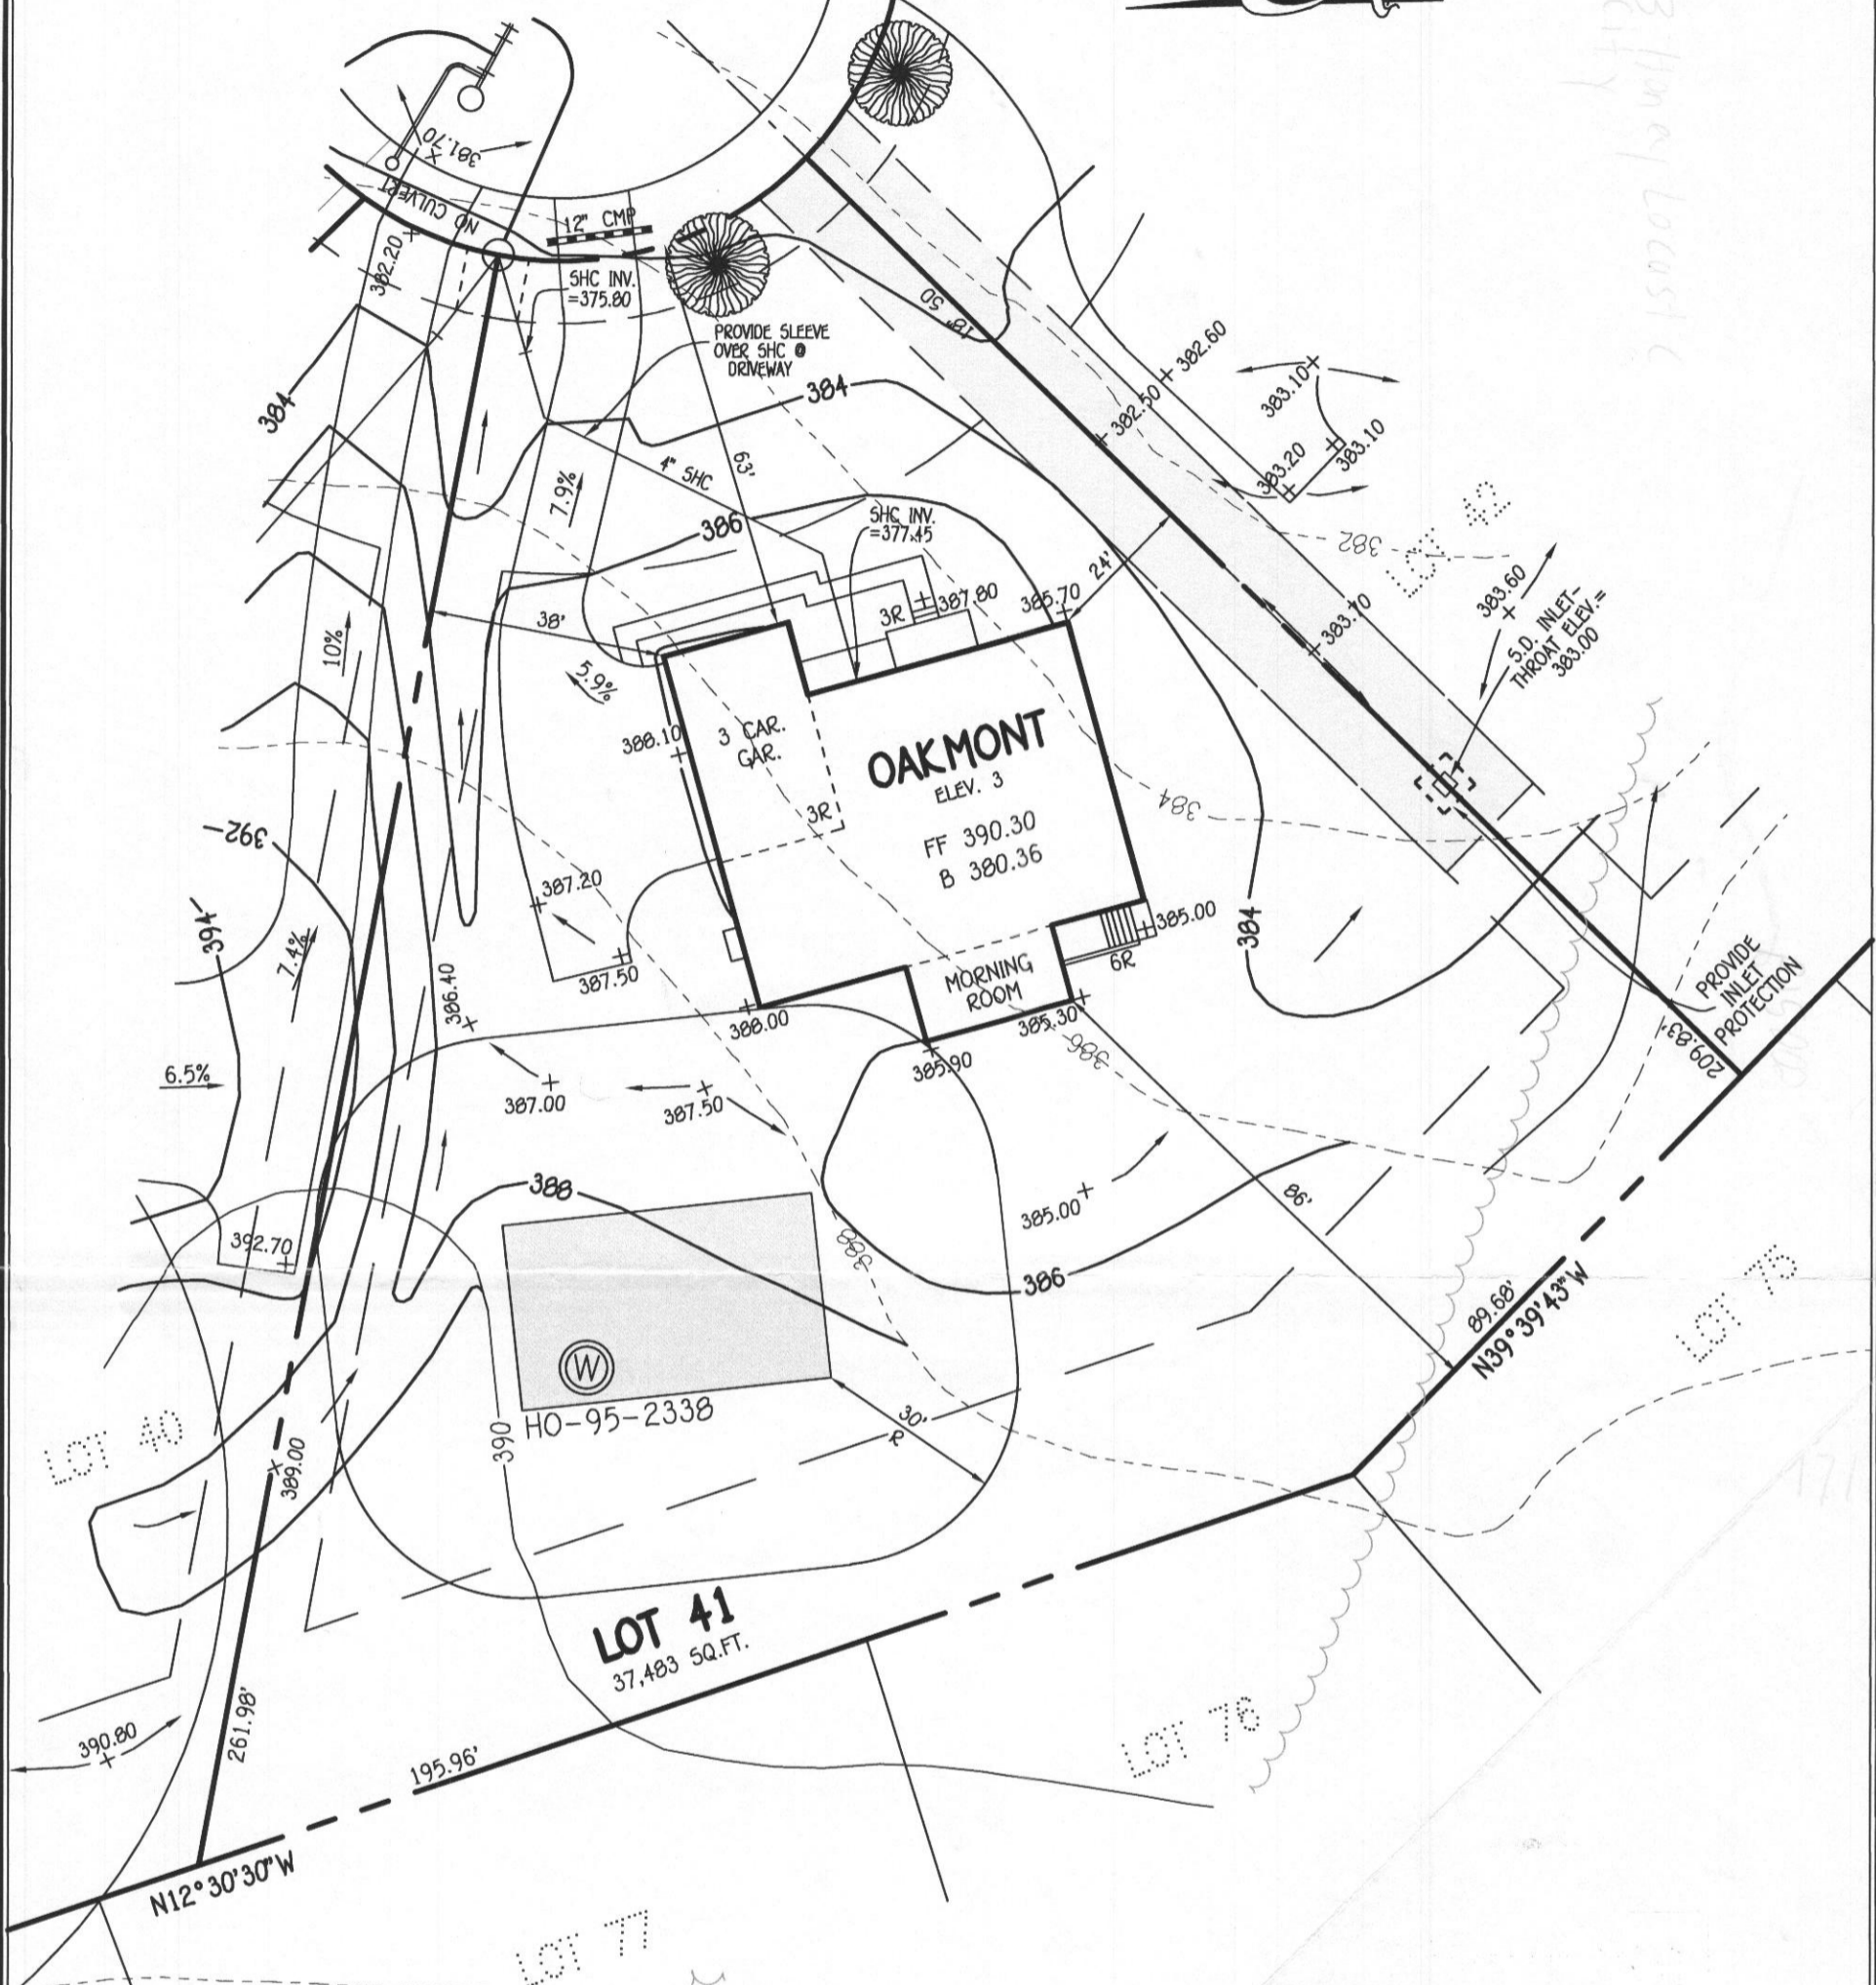 381.70
NO CULVERT
12" CMP
382.20
SHC INV.
=375.80
PROVIDE SLEEVE
OVER SHC @
DRIVEWAY
18" SD
382.60
382.50
383.10
383.10
383.20
384
384
63'
4" SHC
7.9%
386
SHC INV.
=377.45
LOT 42
382
24'
383.60
S.D. INLET-
THROAT ELEV.=
383.00
383.70
385.70
387.80
3R
38'
10%
5.9%
388.10
3 CAR.
GAR.
3R
OAKMONT
ELEV. 3
FF 390.30
B 380.36
384
392
387.20
385.00
6R
384
394
7.4%
387.50
MORNING
ROOM
386.40
388.00
385.30
385.90
386
PROVIDE
INLET
PROTECTION
209.83'
6.5%
387.00
387.50
388
385.00
98'
392.70
388
386
89.68'
N39°39'43"W
LOT 75
W
HO-95-2338
30'
R
390
LOT 40
389.00
LOT 41
37,483 SQ.FT.
261.98'
390.80
195.96'
LOT 76
N12°30'30"W
LOT 77